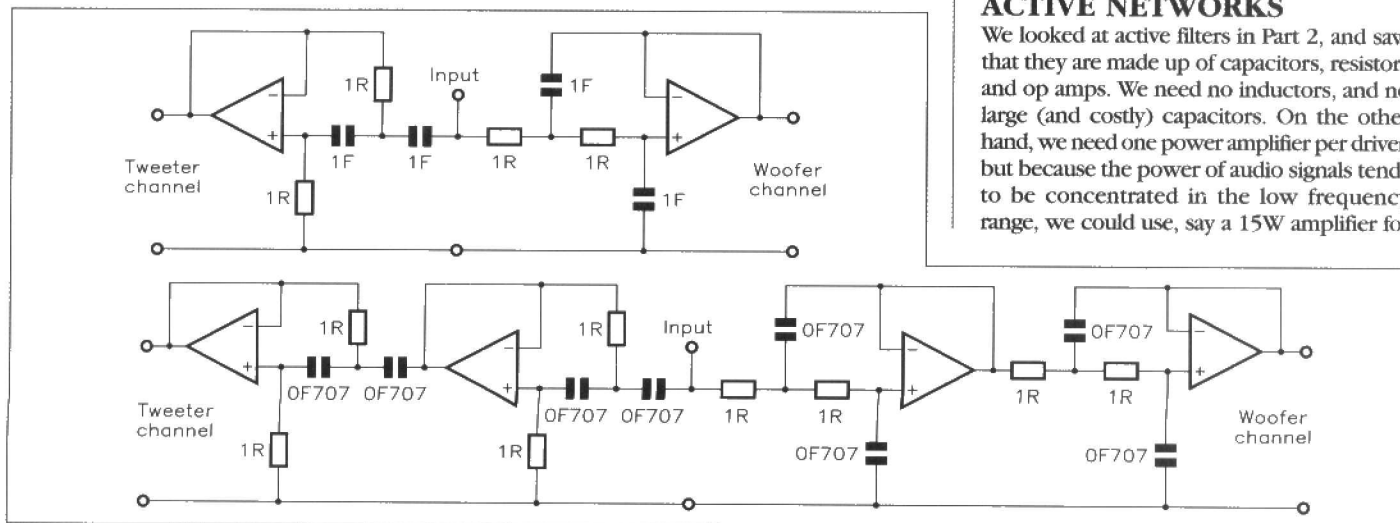 ACTIVE NETWORKS
We looked at active filters in Part 2, and saw
that they are made up of capacitors, resistor
and op amps. We need no inductors, and no
large (and costly) capacitors. On the other
hand, we need one power amplifier per driver
but because the power of audio signals tend
to be concentrated in the low frequenc
range, we could use, say a 15W amplifier fo
1R
Input
1F
−
+
1F
1F
1R
1R
−
+
Tweeter
channel
1R
1F
Woofer
channel
1R
1R
Input
0F707
0F707
−
+
0F707
0F707
−
+
0F707
0F707
1R
1R
−
+
1R
1R
−
+
Tweeter
channel
1R
1R
0F707
0F707
Woofer
channel